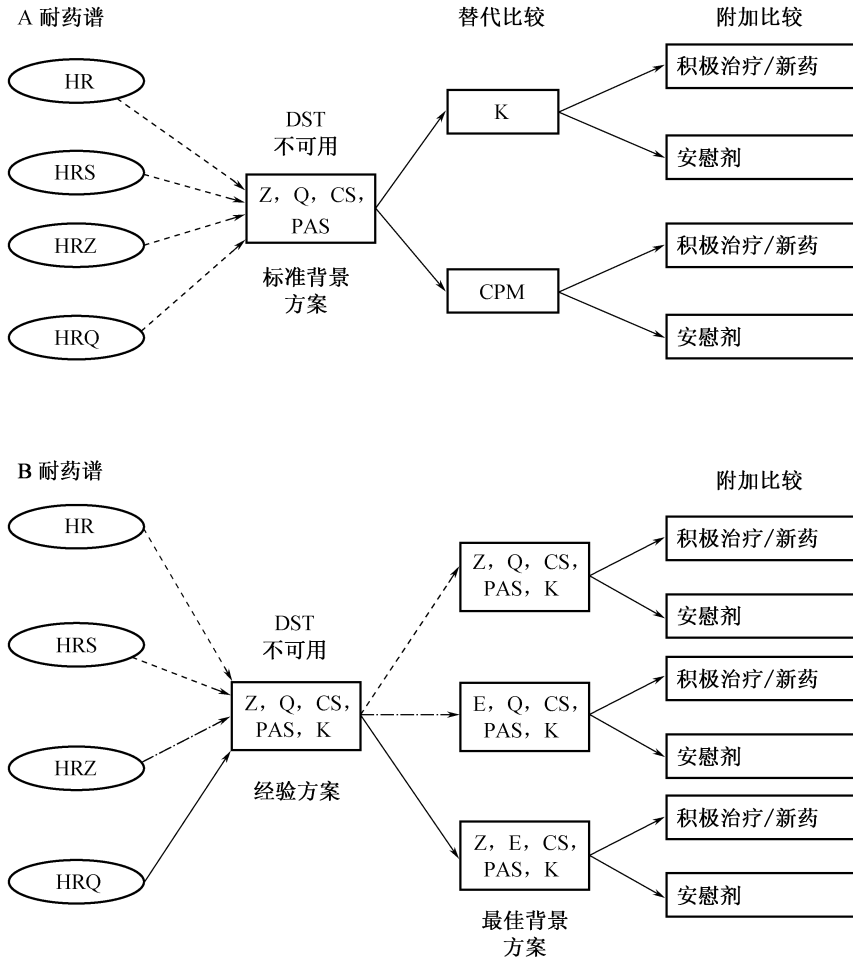 A 耐药谱
替代比较
附加比较
HR
HRS
HRZ
HRQ
DST
不可用
Z，Q，CS，
PAS
标准背景
方案
K
CPM
积极治疗/新药
安慰剂
积极治疗/新药
安慰剂
B 耐药谱
附加比较
HR
HRS
HRZ
HRQ
DST
不可用
Z，Q，CS，
PAS，K
经验方案
Z，Q，CS，
PAS，K
E，Q，CS，
PAS，K
Z，E，CS，
PAS，K
最佳背景
方案
积极治疗/新药
安慰剂
积极治疗/新药
安慰剂
积极治疗/新药
安慰剂